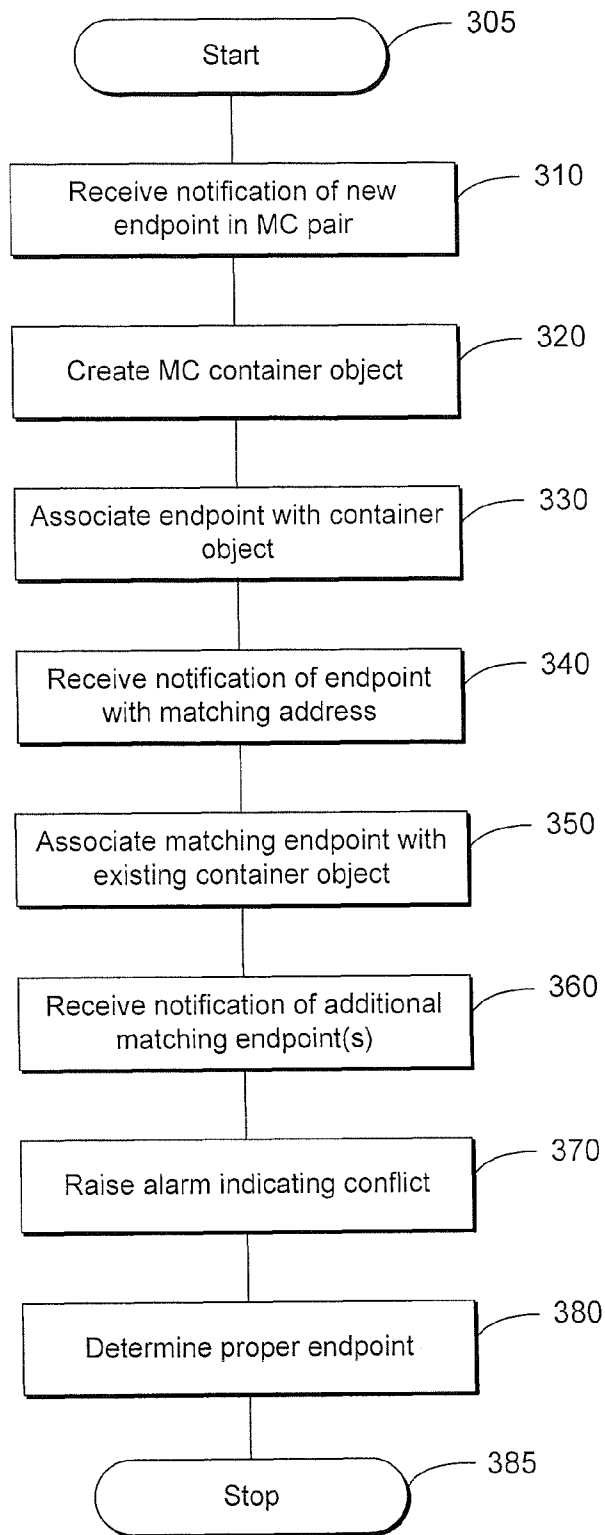 305
Start
310
Receive notification of new
endpoint in MC pair
320
Create MC container object
330
Associate endpoint with container
object
340
Receive notification of endpoint
with matching address
350
Associate matching endpoint with
existing container object
360
Receive notification of additional
matching endpoint(s)
370
Raise alarm indicating conflict
380
Determine proper endpoint
385
Stop